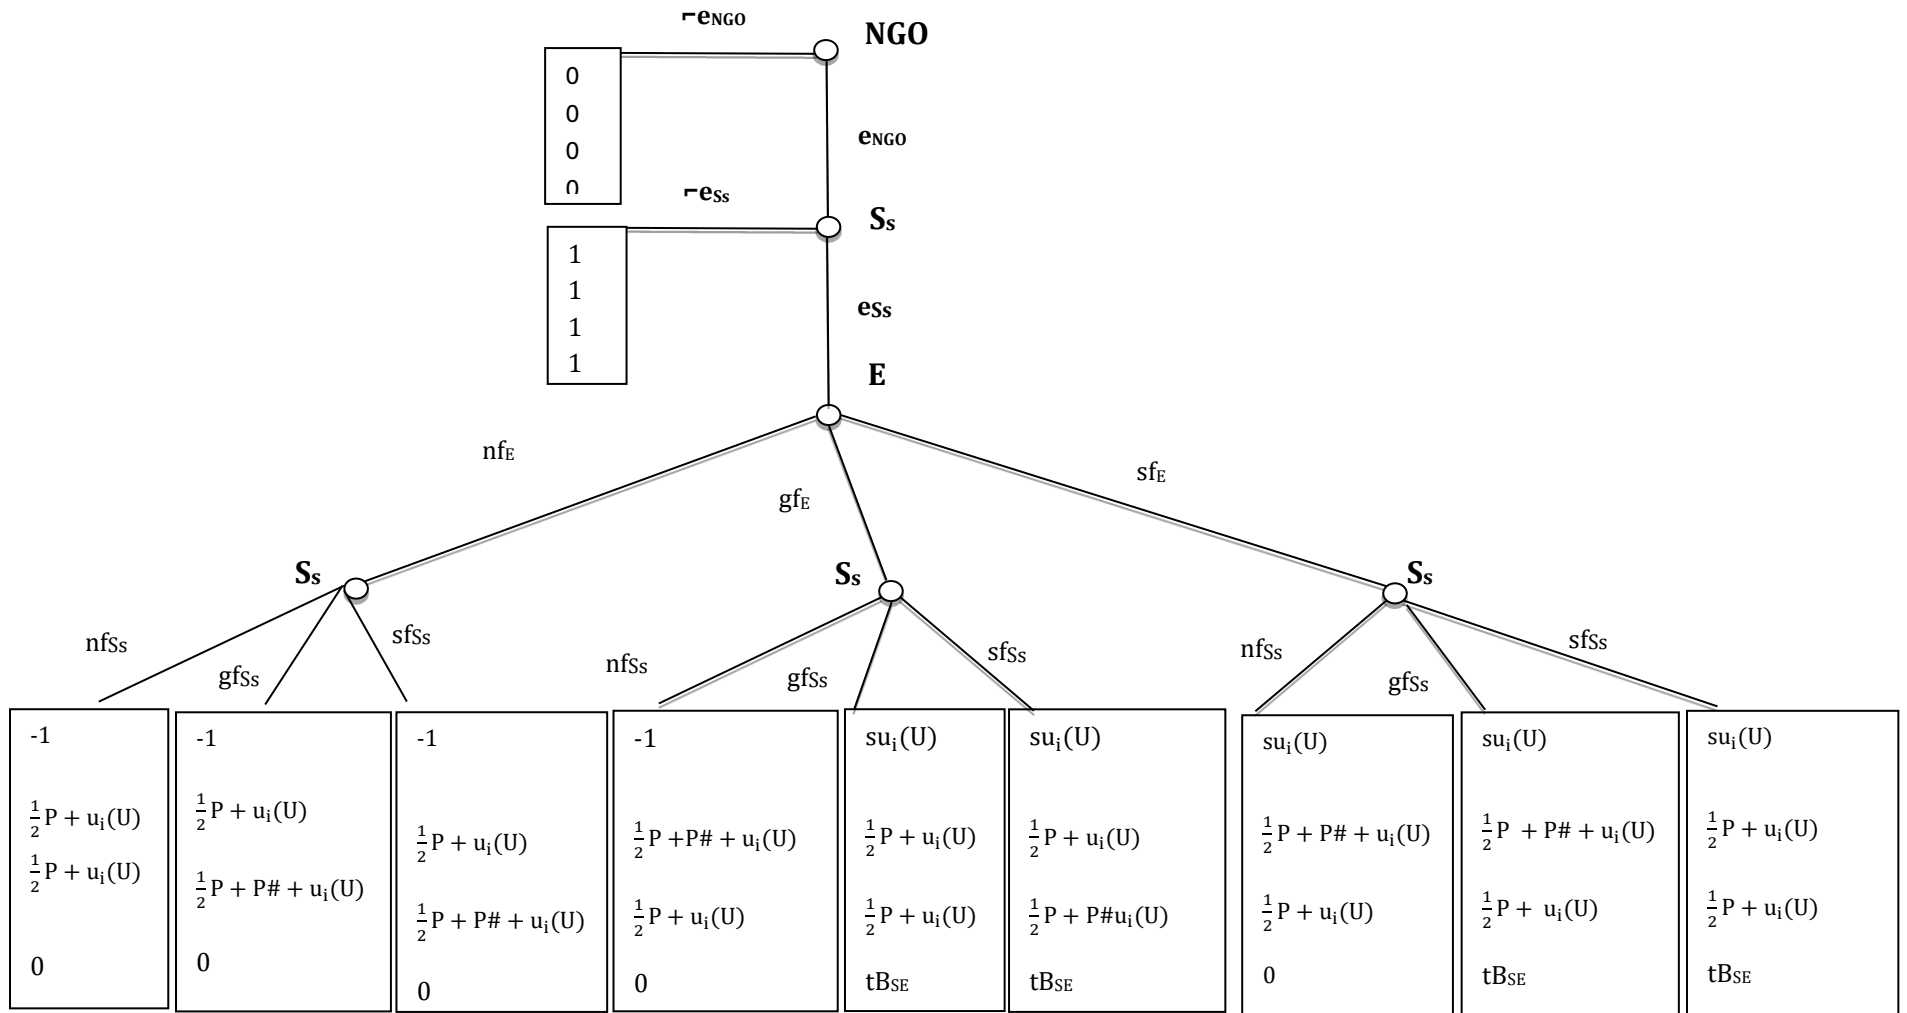 ¬eNGO
NGO
0
0
0
0
eNGO
¬eSs
Ss
1
1
1
1
eSs
E
nfE
gfE
sfE
Ss
Ss
Ss
nfSs
gfSs
sfSs
nfSs
gfSs
sfSs
nfSs
gfSs
sfSs
-1
½P + uᵢ(U)
½P + uᵢ(U)
0
-1
½P + uᵢ(U)
½P + P# + uᵢ(U)
0
-1
½P + uᵢ(U)
½P + P# + uᵢ(U)
0
-1
½P +P# + uᵢ(U)
½P + uᵢ(U)
0
suᵢ(U)
½P + uᵢ(U)
½P + uᵢ(U)
tBSE
suᵢ(U)
½P + uᵢ(U)
½P + P#uᵢ(U)
tBSE
suᵢ(U)
½P + P# + uᵢ(U)
½P + uᵢ(U)
0
suᵢ(U)
½P + P# + uᵢ(U)
½P + uᵢ(U)
tBSE
suᵢ(U)
½P + uᵢ(U)
½P + uᵢ(U)
tBSE